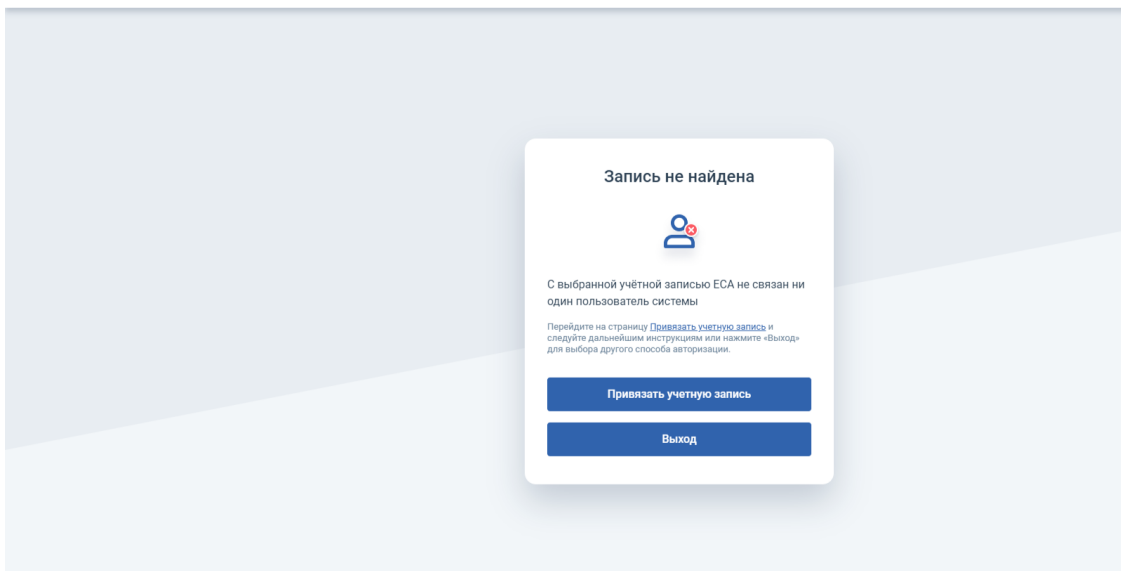 Запись не найдена
С выбранной учётной записью ЕСА не связан ни
один пользователь системы
Перейдите на страницу Привязать учетную запись и
следуйте дальнейшим инструкциям или нажмите «Выход»
для выбора другого способа авторизации.
Привязать учетную запись
Выход